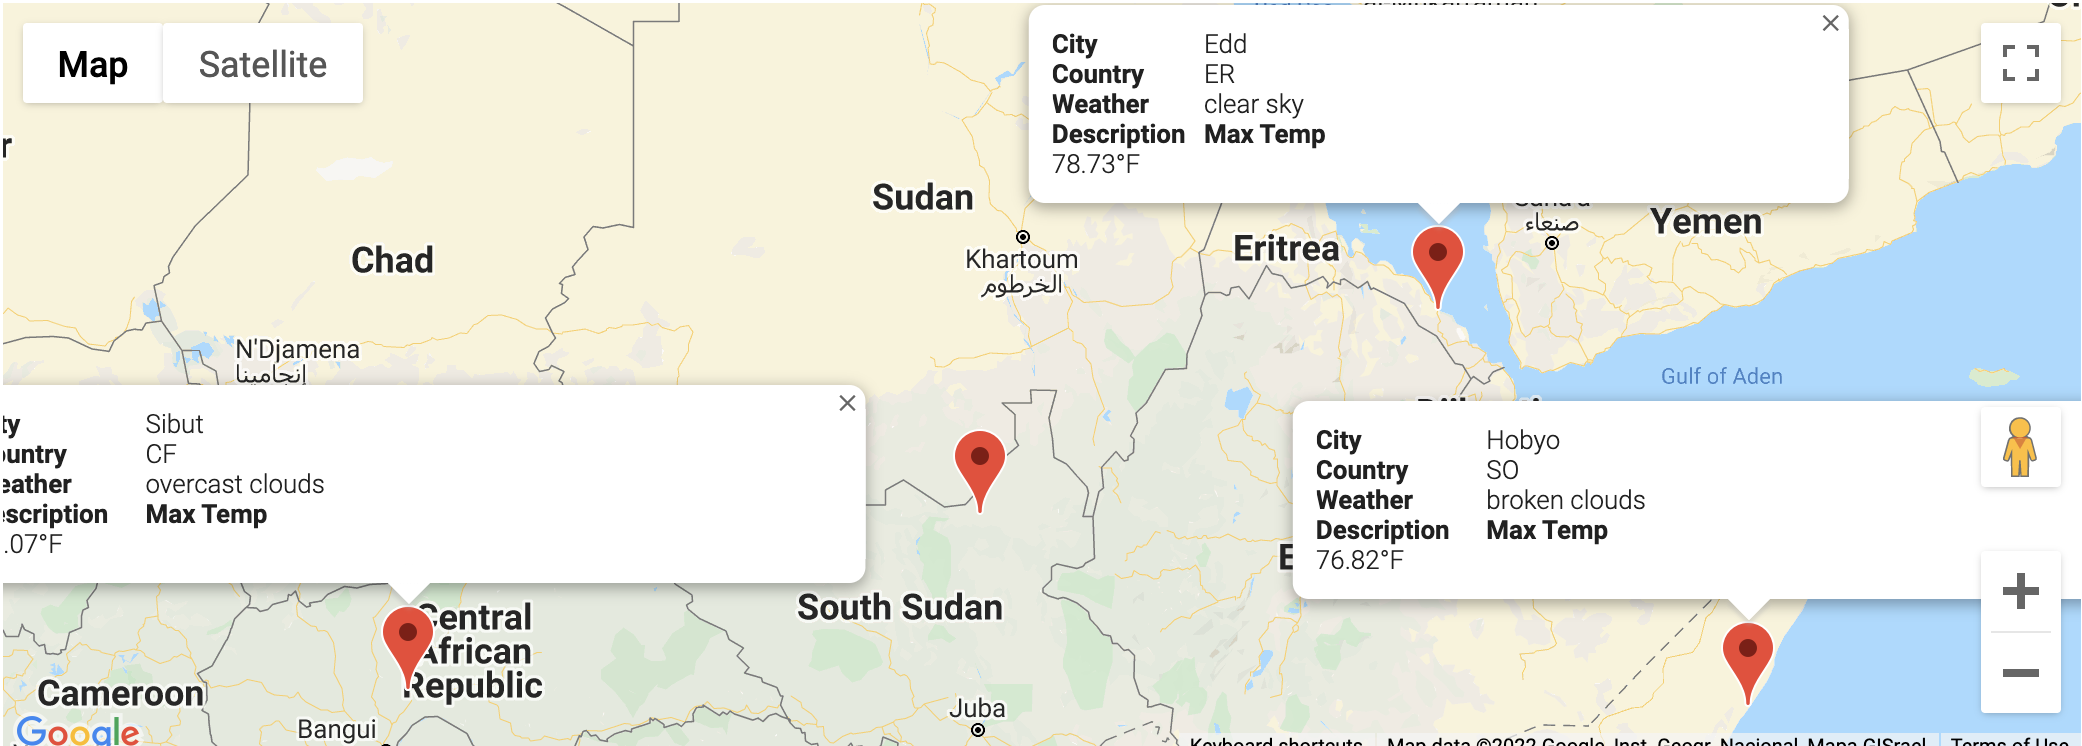 Map
Satellite
City Edd
Country ER
Weather clear sky
Description Max Temp
78.73°F
Sudan
Khartoum
الخرطوم
Chad
Eritrea
صنعاء
Yemen
N'Djamena
إنجامينا
Gulf of Aden
ty Sibut
untry CF
eather overcast clouds
scription Max Temp
.07°F
City Hobyo
Country SO
Weather broken clouds
Description Max Temp
76.82°F
South Sudan
Central
African
Republic
Cameroon
Bangui
Juba
Google
Keyboard shortcuts
Map data ©2022 Google, Inst. Geogr. Nacional, Mapa GISrael
Terms of Use